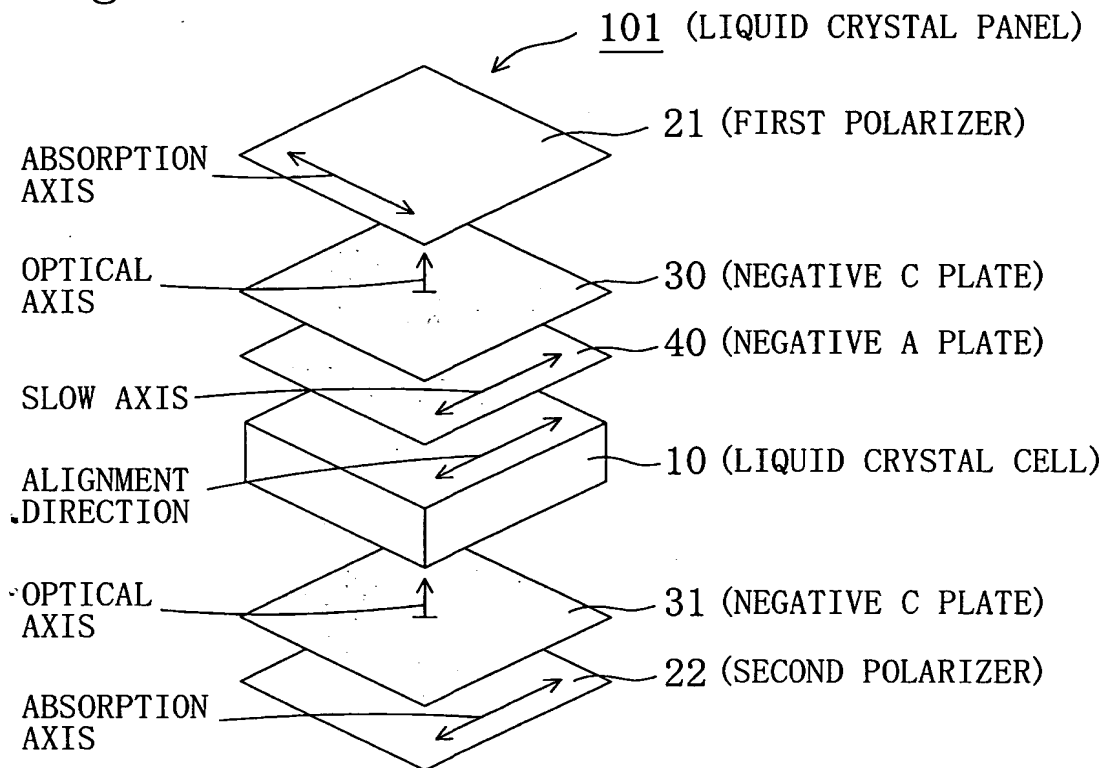 101 (LIQUID CRYSTAL PANEL)
21 (FIRST POLARIZER)
ABSORPTION
AXIS
OPTICAL
AXIS
30 (NEGATIVE C PLATE)
40 (NEGATIVE A PLATE)
SLOW AXIS
10 (LIQUID CRYSTAL CELL)
ALIGNMENT
DIRECTION
OPTICAL
AXIS
31 (NEGATIVE C PLATE)
22 (SECOND POLARIZER)
ABSORPTION
AXIS